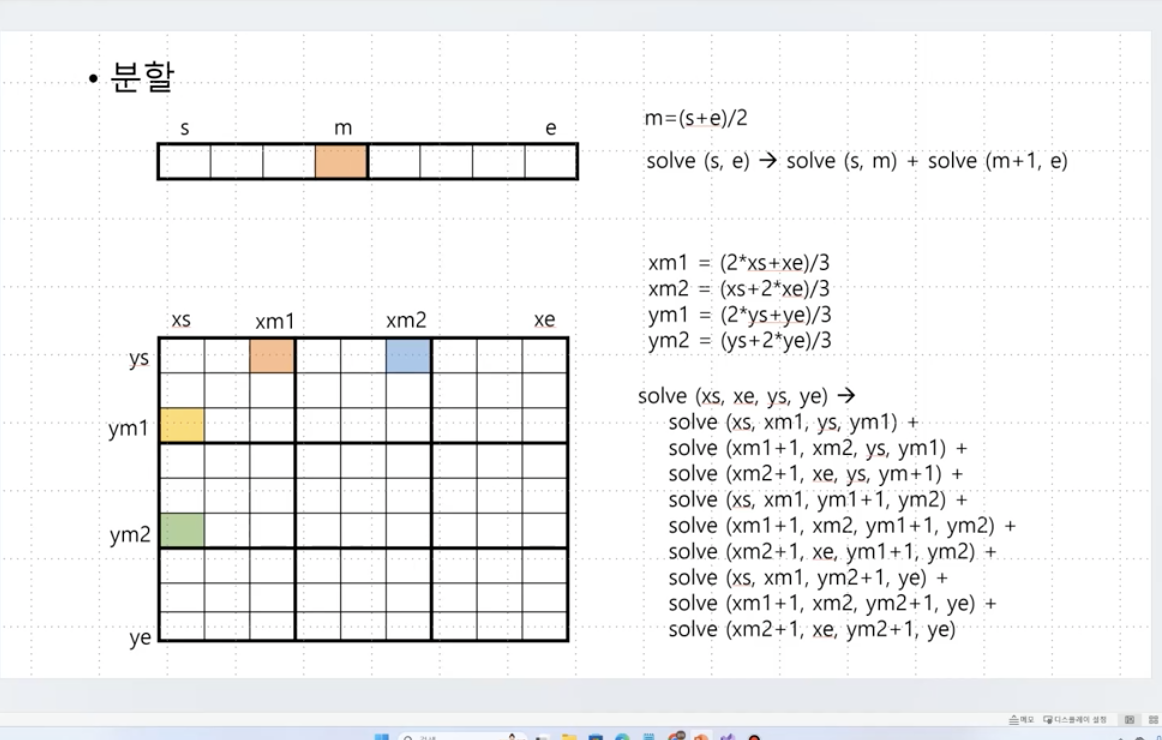 • 분할
s m e
m=(s+e)/2
solve (s, e) → solve (s, m) + solve (m+1, e)
xm1 = (2*xs+xe)/3
xm2 = (xs+2*xe)/3
ym1 = (2*ys+ye)/3
ym2 = (ys+2*ye)/3
xs xm1 xm2 xe
ys
ym1
ym2
ye
solve (xs, xe, ys, ye) →
solve (xs, xm1, ys, ym1) +
solve (xm1+1, xm2, ys, ym1) +
solve (xm2+1, xe, ys, ym+1) +
solve (xs, xm1, ym1+1, ym2) +
solve (xm1+1, xm2, ym1+1, ym2) +
solve (xm2+1, xe, ym1+1, ym2) +
solve (xs, xm1, ym2+1, ye) +
solve (xm1+1, xm2, ym2+1, ye) +
solve (xm2+1, xe, ym2+1, ye)
메모 디스플레이 설정